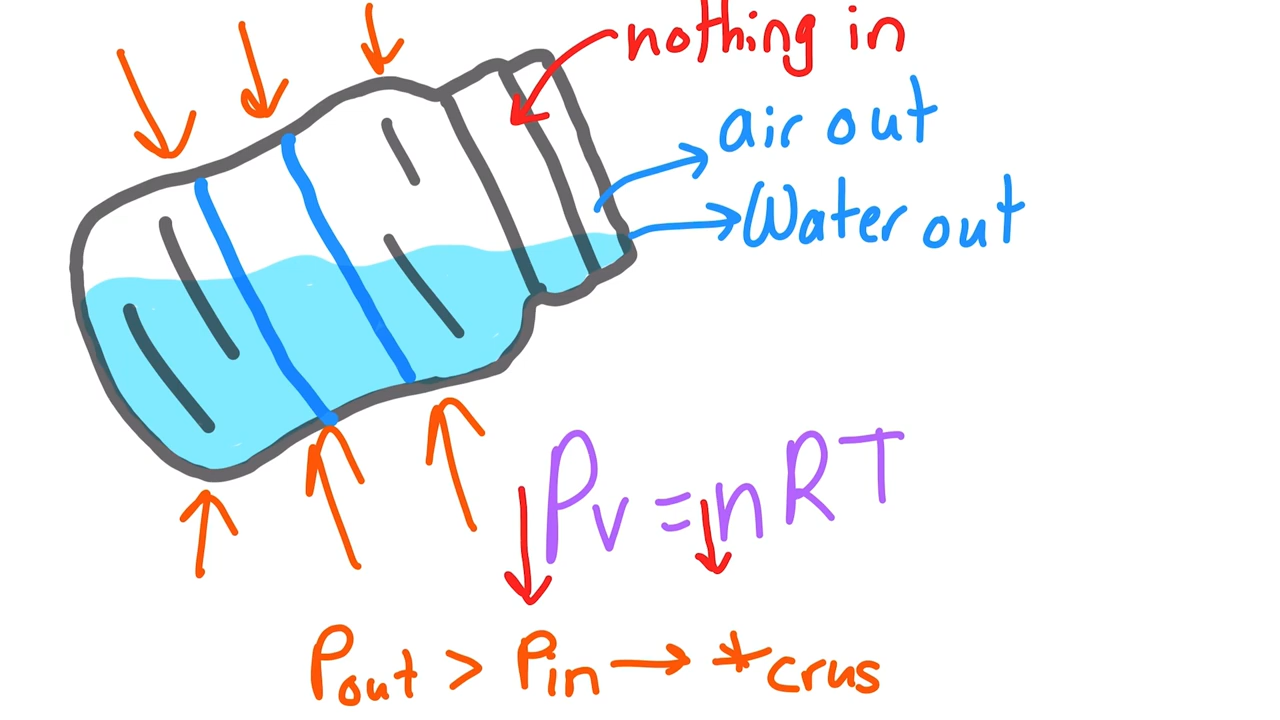 nothing in
air out
Water out
Pv = nRT
Pout > Pin → *crus